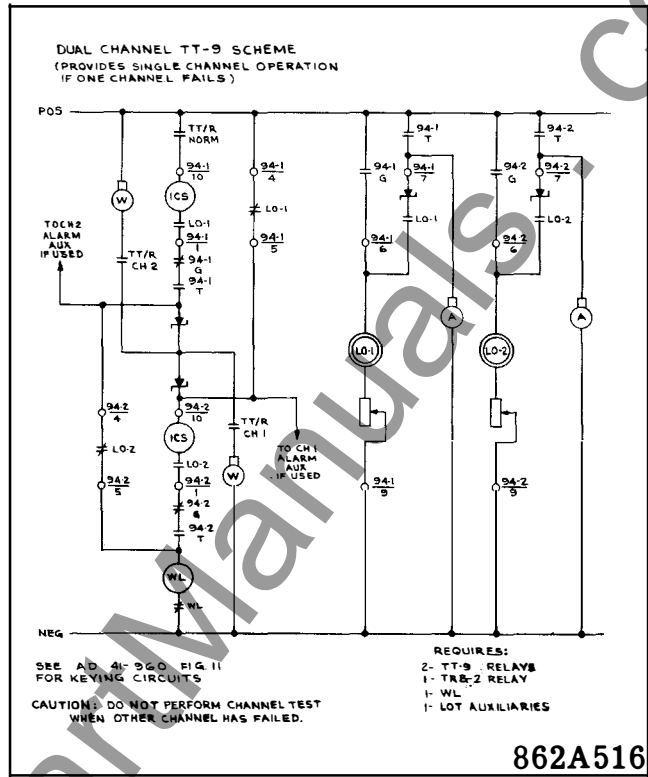 DUAL CHANNEL TT-9 SCHEME
(PROVIDES SINGLE CHANNEL OPERATION
IF ONE CHANNEL FAILS)
POS
TT/R
NORM
94-1
10
ICS
LO-1
94-1
1
94-1
G
94-1
T
W
TT/R
CH 2
TO CH 2
ALARM
AUX
IF USED
94-1
4
LO-1
94-1
5
94-2
4
LO-2
94-2
5
94-2
10
ICS
LO-2
94-2
1
94-2
G
94-2
T
WL
WL
TT/R
CH 1
W
TO CH 1
ALARM
AUX
IF USED
94-1
G
94-1
6
LO-1
94-1
9
94-1
T
94-1
7
LO-1
A
94-2
G
94-2
6
LO-2
94-2
9
94-2
T
94-2
7
LO-2
A
NEG
SEE AD 41-960 FIG. 11
FOR KEYING CIRCUITS
CAUTION: DO NOT PERFORM CHANNEL TEST
WHEN OTHER CHANNEL HAS FAILED.
REQUIRES:
2- TT-9 RELAYS
1- TRB-2 RELAY
1- WL
1- LOT AUXILIARIES
862A516
artManuals.co